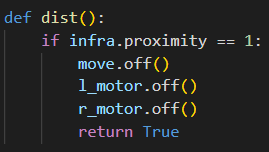 def dist():
    if infra.proximity == 1:
        move.off()
        l_motor.off()
        r_motor.off()
        return True